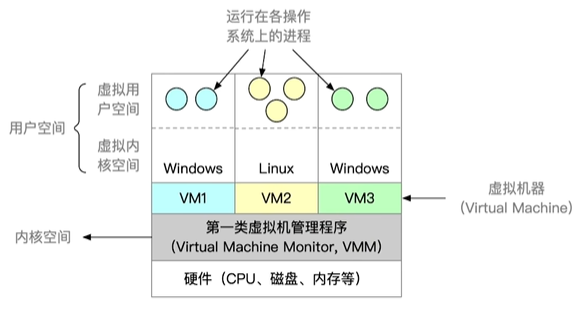 运行在各操作
系统上的进程
虚拟用
户空间
用户空间
虚拟内
核空间
Windows
Linux
Windows
VM1
VM2
VM3
虚拟机器
(Virtual Machine)
第一类虚拟机管理程序
(Virtual Machine Monitor, VMM)
内核空间
硬件（CPU、磁盘、内存等）